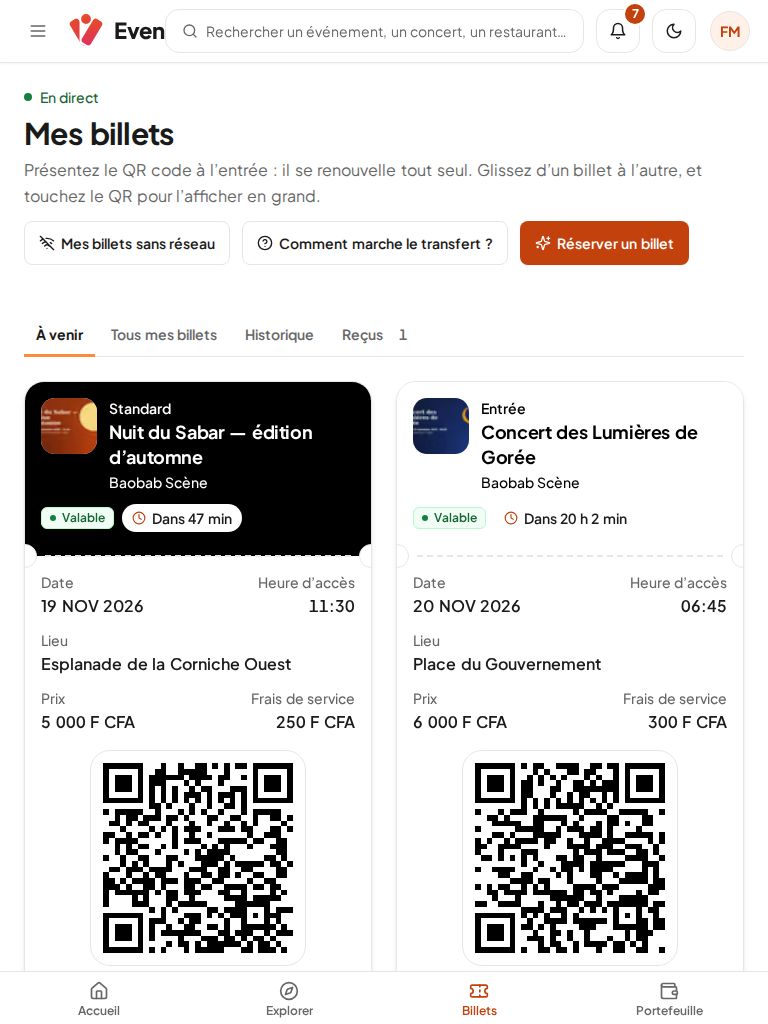 Even
Rechercher un événement, un concert, un restaurant…
7
FM
En direct
Mes billets
Présentez le QR code à l’entrée : il se renouvelle tout seul. Glissez d’un billet à l’autre, et
touchez le QR pour l’afficher en grand.
Mes billets sans réseau
Comment marche le transfert ?
Réserver un billet
À venir
Tous mes billets
Historique
Reçus 1
Standard
Nuit du Sabar — édition
d’automne
Baobab Scène
Valable
Dans 47 min
Date
Heure d’accès
19 NOV 2026
11:30
Lieu
Esplanade de la Corniche Ouest
Prix
Frais de service
5 000 F CFA
250 F CFA
Entrée
Concert des Lumières de
Gorée
Baobab Scène
Valable
Dans 20 h 2 min
Date
Heure d’accès
20 NOV 2026
06:45
Lieu
Place du Gouvernement
Prix
Frais de service
6 000 F CFA
300 F CFA
Accueil
Explorer
Billets
Portefeuille